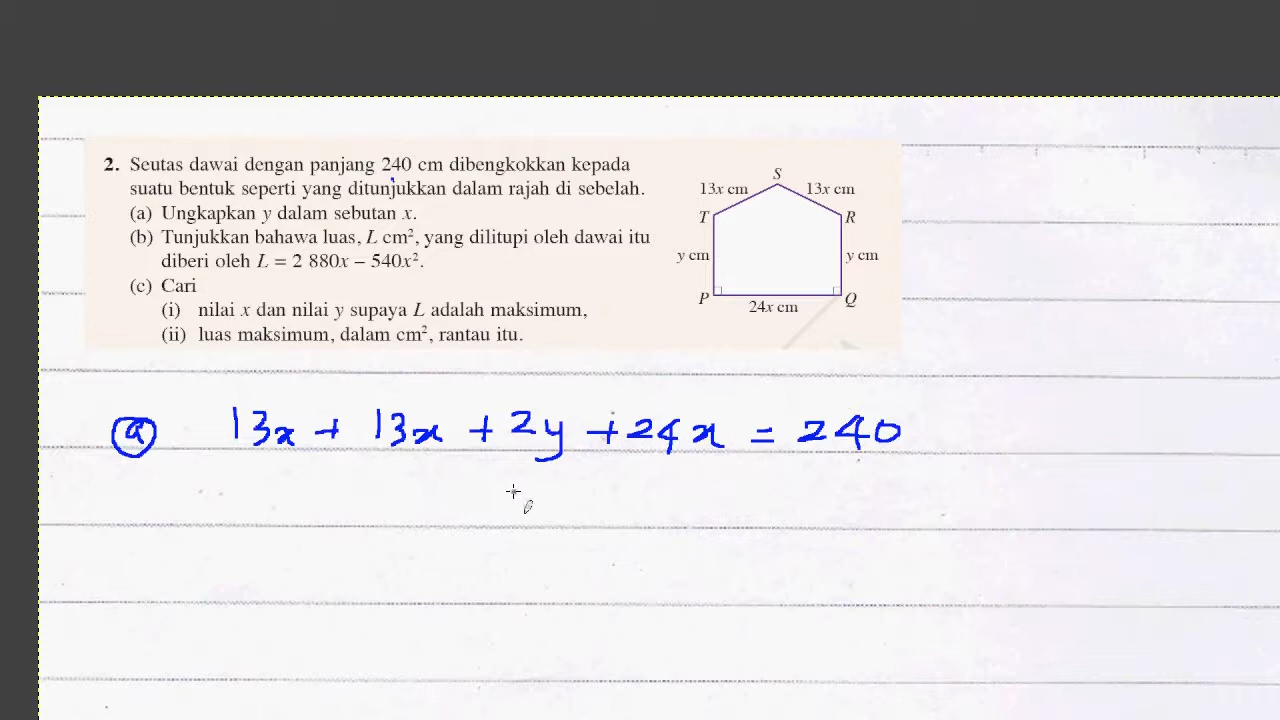 2. Seutas dawai dengan panjang 240 cm dibengkokkan kepada
suatu bentuk seperti yang ditunjukkan dalam rajah di sebelah.
(a) Ungkapkan y dalam sebutan x.
(b) Tunjukkan bahawa luas, L cm², yang dilitupi oleh dawai itu
diberi oleh L = 2 880x – 540x².
(c) Cari
(i) nilai x dan nilai y supaya L adalah maksimum,
(ii) luas maksimum, dalam cm², rantau itu.
S
13x cm 13x cm
T R
y cm y cm
P Q
24x cm
(a) 13x + 13x + 2y + 24x = 240